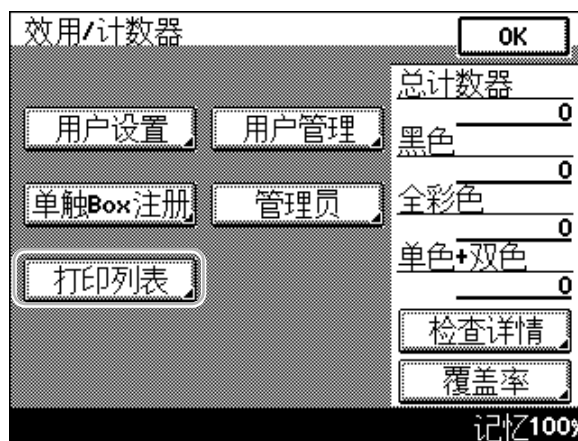 效用/计数器
OK
用户设置
用户管理
单触Box注册
管理员
打印列表
总计数器
0
黑色
0
全彩色
0
单色+双色
0
检查详情
覆盖率
记忆100%